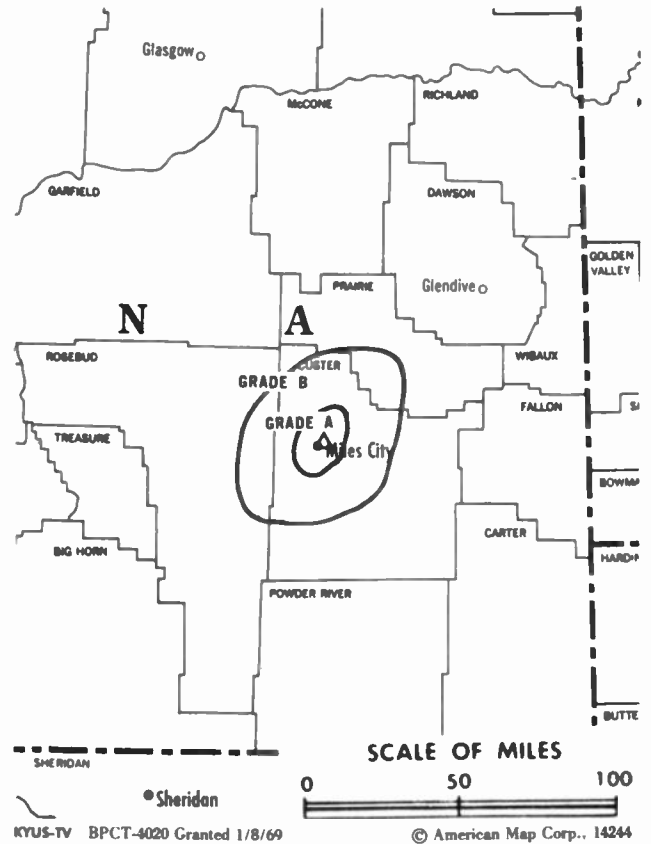 Glasgow
McCONE
RICHLAND
GARFIELD
DAWSON
GOLDEN
VALLEY
PRAIRIE
Glendive
N A
ROSEBUD
CUSTER
WIBAUX
GRADE B
FALLON
GRADE A
TREASURE
Miles City
BOWMA
BIG HORN
CARTER
HARDIN
POWDER RIVER
BUTTE
SCALE OF MILES
SHERIDAN
0 50 100
Sheridan
KYUS-TV BPCT-4020 Granted 1/8/69 © American Map Corp., 14244